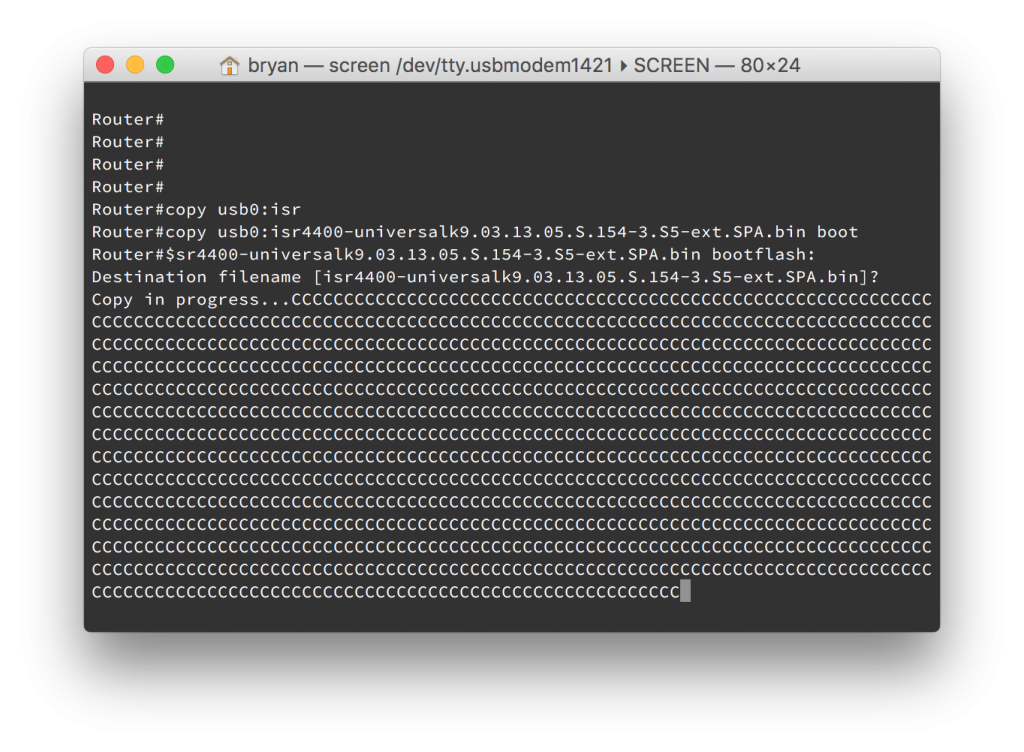 bryan — screen /dev/tty.usbmodem1421 ▸ SCREEN — 80×24
Router#
Router#
Router#
Router#
Router#copy usb0:isr
Router#copy usb0:isr4400-universalk9.03.13.05.S.154-3.S5-ext.SPA.bin boot
Router#$sr4400-universalk9.03.13.05.S.154-3.S5-ext.SPA.bin bootflash:
Destination filename [isr4400-universalk9.03.13.05.S.154-3.S5-ext.SPA.bin]?
Copy in progress...CCCCCCCCCCCCCCCCCCCCCCCCCCCCCCCCCCCCCCCCCCCCCCCCCCCCCCCCCCCCC
CCCCCCCCCCCCCCCCCCCCCCCCCCCCCCCCCCCCCCCCCCCCCCCCCCCCCCCCCCCCCCCCCCCCCCCCCCCCCCCC
CCCCCCCCCCCCCCCCCCCCCCCCCCCCCCCCCCCCCCCCCCCCCCCCCCCCCCCCCCCCCCCCCCCCCCCCCCCCCCCC
CCCCCCCCCCCCCCCCCCCCCCCCCCCCCCCCCCCCCCCCCCCCCCCCCCCCCCCCCCCCCCCCCCCCCCCCCCCCCCCC
CCCCCCCCCCCCCCCCCCCCCCCCCCCCCCCCCCCCCCCCCCCCCCCCCCCCCCCCCCCCCCCCCCCCCCCCCCCCCCCC
CCCCCCCCCCCCCCCCCCCCCCCCCCCCCCCCCCCCCCCCCCCCCCCCCCCCCCCCCCCCCCCCCCCCCCCCCCCCCCCC
CCCCCCCCCCCCCCCCCCCCCCCCCCCCCCCCCCCCCCCCCCCCCCCCCCCCCCCCCCCCCCCCCCCCCCCCCCCCCCCC
CCCCCCCCCCCCCCCCCCCCCCCCCCCCCCCCCCCCCCCCCCCCCCCCCCCCCCCCCCCCCCCCCCCCCCCCCCCCCCCC
CCCCCCCCCCCCCCCCCCCCCCCCCCCCCCCCCCCCCCCCCCCCCCCCCCCCCCCCCCCCCCCCCCCCCCCCCCCCCCCC
CCCCCCCCCCCCCCCCCCCCCCCCCCCCCCCCCCCCCCCCCCCCCCCCCCCCCCCCCCCCCCCCCCCCCCCCCCCCCCCC
CCCCCCCCCCCCCCCCCCCCCCCCCCCCCCCCCCCCCCCCCCCCCCCCCCCCCCCCCCCCCCCCCCCCCCCCCCCCCCCC
CCCCCCCCCCCCCCCCCCCCCCCCCCCCCCCCCCCCCCCCCCCCCCCCCCCCCCCCCCCCCCCCCCCCCCCCCCCCCCCC
CCCCCCCCCCCCCCCCCCCCCCCCCCCCCCCCCCCCCCCCCCCCCCCCCCCCCCCCCCCCCCCCCCCCCCCCCCCCCCCC
CCCCCCCCCCCCCCCCCCCCCCCCCCCCCCCCCCCCCCCCCCCCCCCCCCCCCCCC